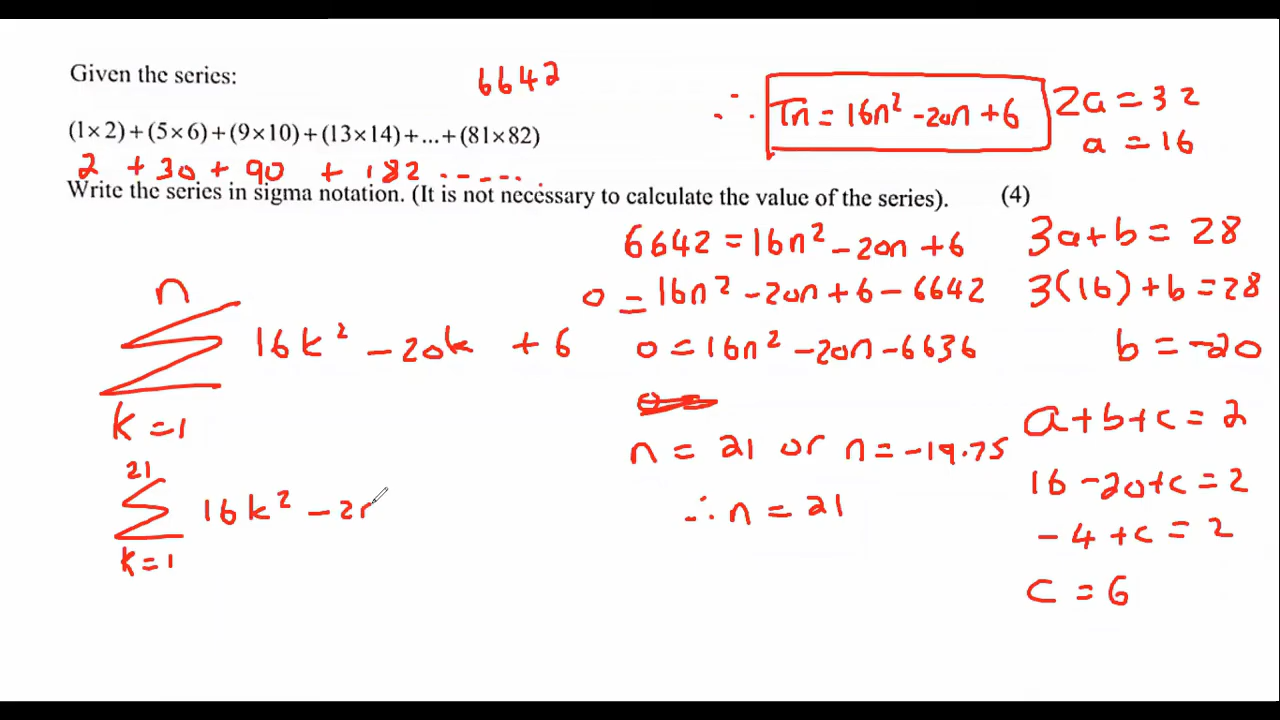 Given the series:
6642
(1×2)+(5×6)+(9×10)+(13×14)+...+(81×82)
2 + 30 + 90 + 182 ......
Write the series in sigma notation. (It is not necessary to calculate the value of the series). (4)
∴ Tn = 16n² - 20n + 6
2a = 32
a = 16
3a + b = 28
3(16) + b = 28
b = -20
a + b + c = 2
16 - 20 + c = 2
- 4 + c = 2
c = 6
6642 = 16n² - 20n + 6
0 = 16n² - 20n + 6 - 6642
0 = 16n² - 20n - 6636
n = 21 or n = -19.75
∴ n = 21
n
∑ 16k² - 20k + 6
k = 1
21
∑ 16k² - 2
k = 1